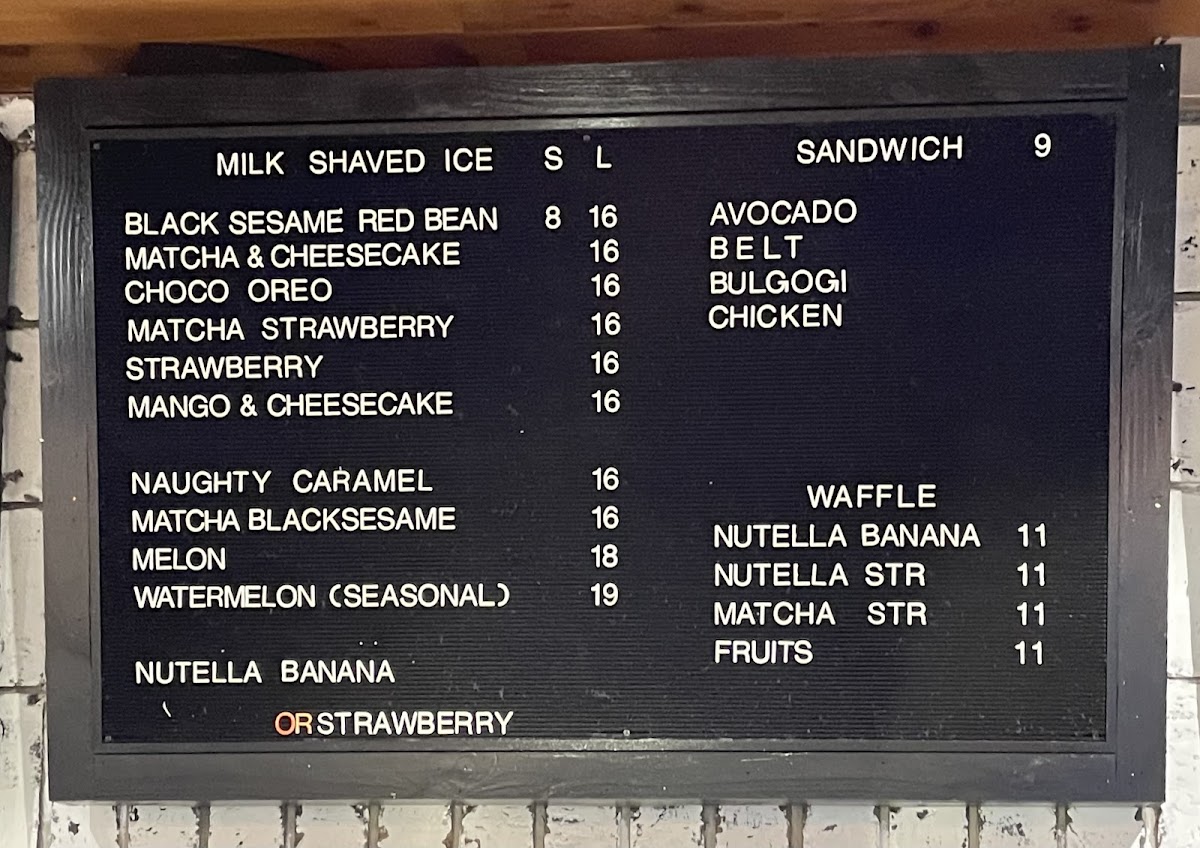 MILK SHAVED ICE S L
BLACK SESAME RED BEAN 8 16
MATCHA & CHEESECAKE 16
CHOCO OREO 16
MATCHA STRAWBERRY 16
STRAWBERRY 16
MANGO & CHEESECAKE 16
NAUGHTY CARAMEL 16
MATCHA BLACKSESAME 16
MELON 18
WATERMELON (SEASONAL) 19
NUTELLA BANANA
OR STRAWBERRY
SANDWICH 9
AVOCADO
BELT
BULGOGI
CHICKEN
WAFFLE
NUTELLA BANANA 11
NUTELLA STR 11
MATCHA STR 11
FRUITS 11